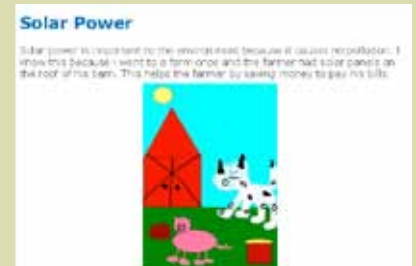 Solar Power
Solar power is important to the environment because it causes no pollution. I
know this because I went to a farm once and the farmer had solar panels on
the roof of his barn. This helps the farmer by saving money to pay his bills.